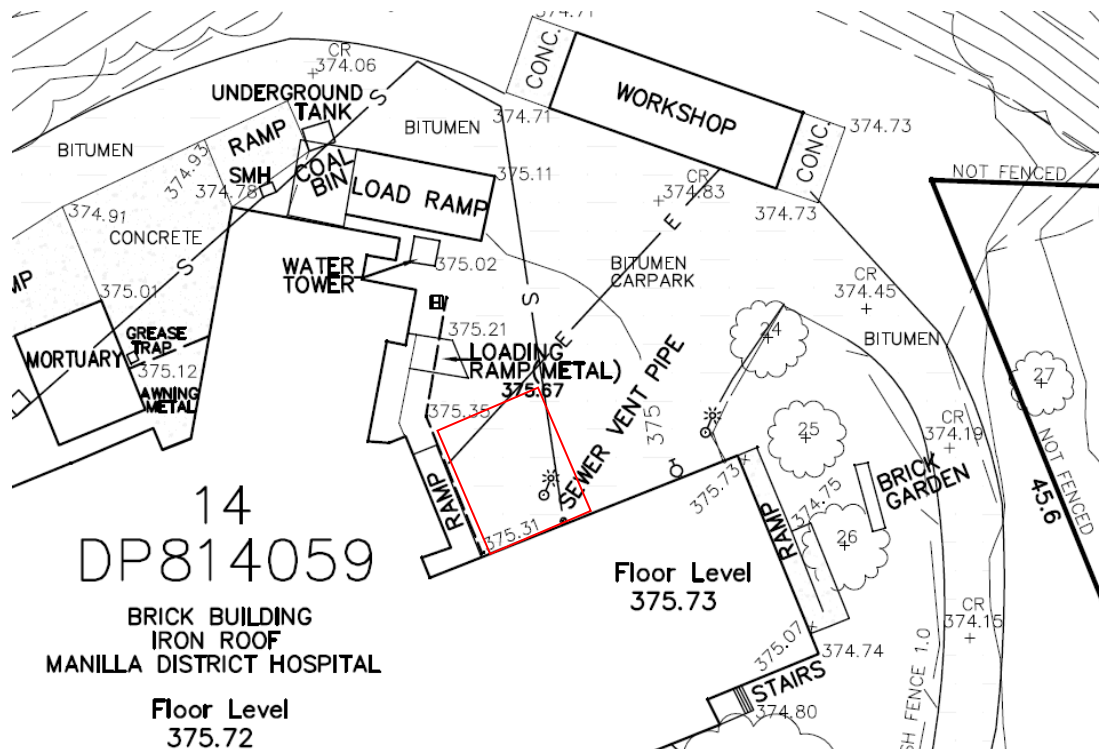 374.71
CR
374.06
CONC.
UNDERGROUND
TANK
S
WORKSHOP
BITUMEN
374.71
CONC.
374.73
RAMP
BITUMEN
374.93
SMH
374.78
COAL
BIN
LOAD RAMP
375.11
CR
374.83
374.73
NOT FENCED
374.91
CONCRETE
S
E
WATER
TOWER
375.02
BITUMEN
CARPARK
375.01
S
CR
374.45
375.21
24
BITUMEN
MORTUARY
GREASE
TRAP
375.12
AWNING
METAL
LOADING
RAMP(METAL)
375.67
E
27
375.35
375
SEWER VENT PIPE
25
CR
374.19
NOT FENCED
45.6
RAMP
375.31
375.73
374.75
BRICK
GARDEN
RAMP
26
14
DP814059
Floor Level
375.73
BRICK BUILDING
IRON ROOF
MANILLA DISTRICT HOSPITAL
CR
374.15
375.07
374.74
STAIRS
374.80
FENCE 1.0
Floor Level
375.72